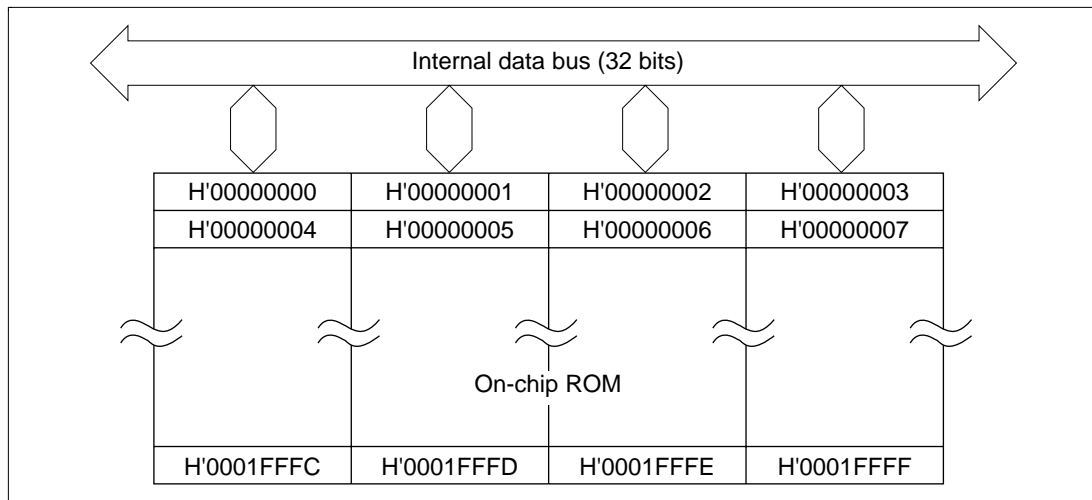 Internal data bus (32 bits)
H'00000000 H'00000001 H'00000002 H'00000003
H'00000004 H'00000005 H'00000006 H'00000007
On-chip ROM
H'0001FFFC H'0001FFFD H'0001FFFE H'0001FFFF